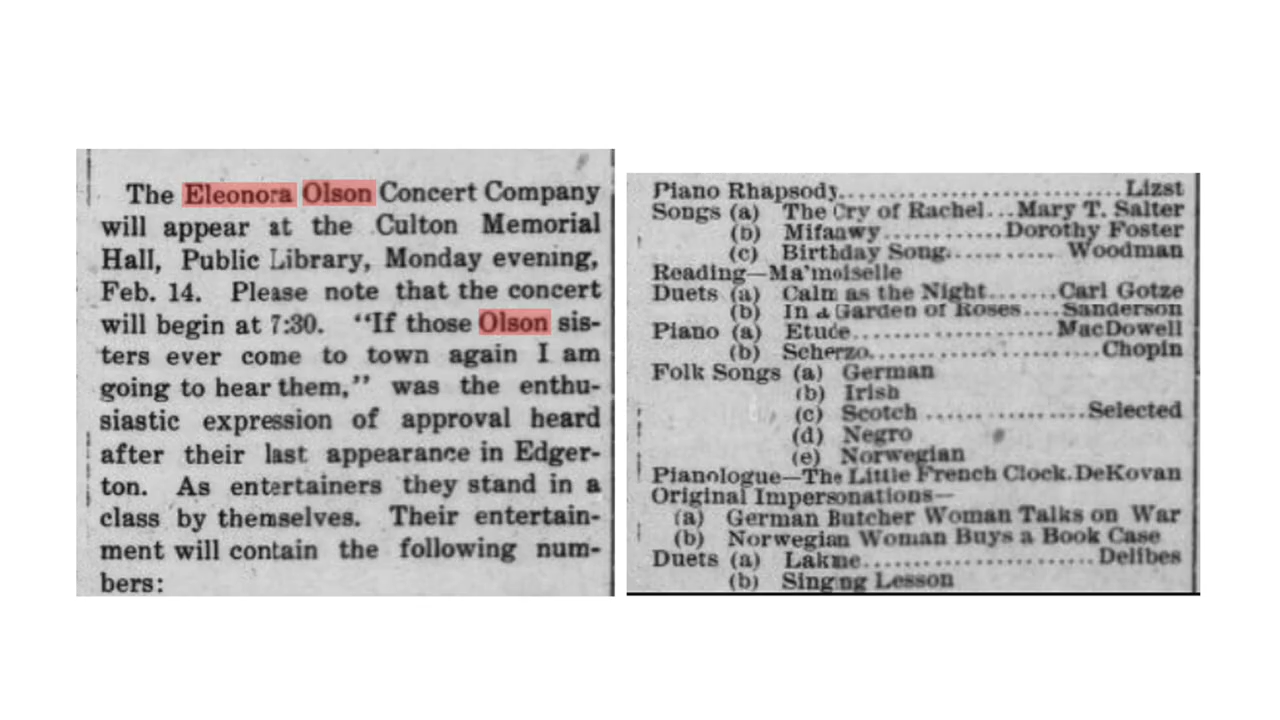 The Eleonora Olson Concert Company
will appear at the Culton Memorial
Hall, Public Library, Monday evening,
Feb. 14. Please note that the concert
will begin at 7:30. "If those Olson sis-
ters ever come to town again I am
going to hear them," was the enthu-
siastic expression of approval heard
after their last appearance in Edger-
ton. As entertainers they stand in a
class by themselves. Their entertain-
ment will contain the following num-
bers:
Piano Rhapsody..............................Lizst
Songs (a) The Cry of Rachel...Mary T. Salter
(b) Mifanwy............Dorothy Foster
(c) Birthday Song............Woodman
Reading—Ma'moiselle
Duets (a) Calm as the Night.......Carl Gotze
(b) In a Garden of Roses....Sanderson
Piano (a) Etude.....................MacDowell
(b) Scherzo.......................Chopin
Folk Songs (a) German
(b) Irish
(c) Scotch ................Selected
(d) Negro
(e) Norwegian
Pianologue—The Little French Clock.DeKovan
Original Impersonations—
(a) German Butcher Woman Talks on War
(b) Norwegian Woman Buys a Book Case
Duets (a) Lakme........................Delibes
(b) Singing Lesson